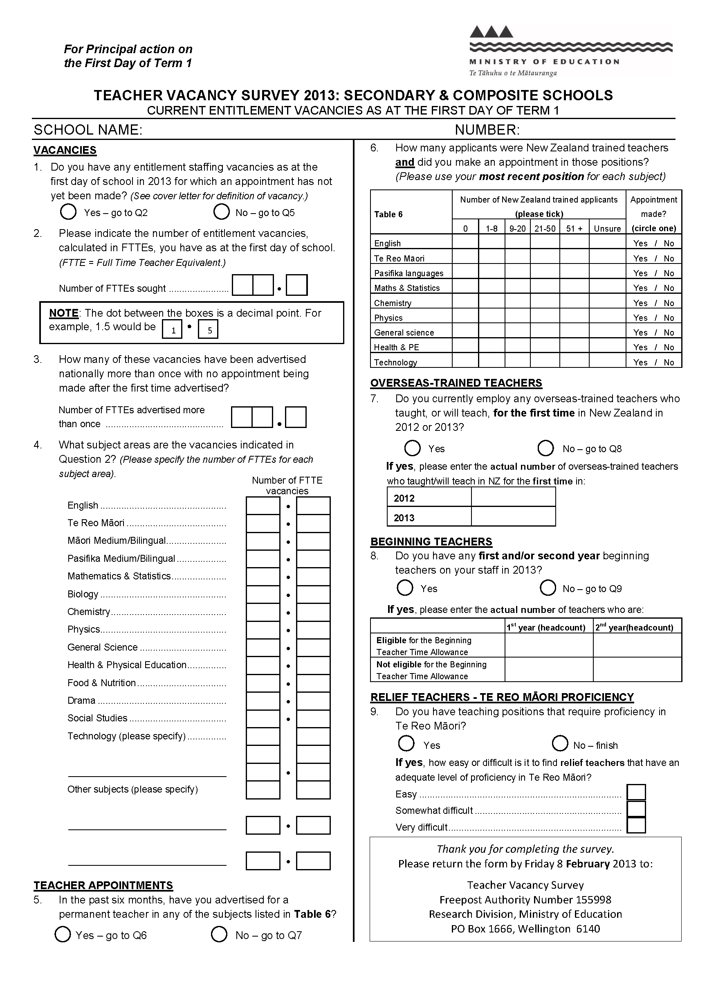 For Principal action on
the First Day of Term 1
MINISTRY OF EDUCATION
Te Tāhuhu o te Mātauranga
TEACHER VACANCY SURVEY 2013: SECONDARY & COMPOSITE SCHOOLS
CURRENT ENTITLEMENT VACANCIES AS AT THE FIRST DAY OF TERM 1
SCHOOL NAME: NUMBER:
VACANCIES
1. Do you have any entitlement staffing vacancies as at the
first day of school in 2013 for which an appointment has not
yet been made? (See cover letter for definition of vacancy.)
Yes – go to Q2 No – go to Q5
2. Please indicate the number of entitlement vacancies,
calculated in FTTEs, you have as at the first day of school.
(FTTE = Full Time Teacher Equivalent.)
Number of FTTEs sought ....................... .
NOTE: The dot between the boxes is a decimal point. For
example, 1.5 would be 1 • 5
3. How many of these vacancies have been advertised
nationally more than once with no appointment being
made after the first time advertised?
Number of FTTEs advertised more
than once ............................................. .
4. What subject areas are the vacancies indicated in
Question 2? (Please specify the number of FTTEs for each
subject area).
Number of FTTE
vacancies
English ................................................ •
Te Reo Māori ...................................... •
Māori Medium/Bilingual....................... •
Pasifika Medium/Bilingual ................... •
Mathematics & Statistics..................... •
Biology ................................................ •
Chemistry............................................ •
Physics................................................ •
General Science ................................. •
Health & Physical Education............... •
Food & Nutrition.................................. •
Drama ................................................. •
Social Studies ..................................... •
Technology (please specify) ...............
•
Other subjects (please specify)
•
•
TEACHER APPOINTMENTS
5. In the past six months, have you advertised for a
permanent teacher in any of the subjects listed in Table 6?
Yes – go to Q6 No – go to Q7
6. How many applicants were New Zealand trained teachers
and did you make an appointment in those positions?
(Please use your most recent position for each subject)
Table 6 Number of New Zealand trained applicants Appointment
(please tick) made?
0 1-8 9-20 21-50 51 + Unsure (circle one)
English Yes / No
Te Reo Māori Yes / No
Pasifika languages Yes / No
Maths & Statistics Yes / No
Chemistry Yes / No
Physics Yes / No
General science Yes / No
Health & PE Yes / No
Technology Yes / No
OVERSEAS-TRAINED TEACHERS
7. Do you currently employ any overseas-trained teachers who
taught, or will teach, for the first time in New Zealand in
2012 or 2013?
Yes No – go to Q8
If yes, please enter the actual number of overseas-trained teachers
who taught/will teach in NZ for the first time in:
2012
2013
BEGINNING TEACHERS
8. Do you have any first and/or second year beginning
teachers on your staff in 2013?
Yes No – go to Q9
If yes, please enter the actual number of teachers who are:
1st year (headcount) 2nd year(headcount)
Eligible for the Beginning
Teacher Time Allowance
Not eligible for the Beginning
Teacher Time Allowance
RELIEF TEACHERS - TE REO MĀORI PROFICIENCY
9. Do you have teaching positions that require proficiency in
Te Reo Māori?
Yes No – finish
If yes, how easy or difficult is it to find relief teachers that have an
adequate level of proficiency in Te Reo Māori?
Easy .............................................................................
Somewhat difficult ........................................................
Very difficult..................................................................
Thank you for completing the survey.
Please return the form by Friday 8 February 2013 to:
Teacher Vacancy Survey
Freepost Authority Number 155998
Research Division, Ministry of Education
PO Box 1666, Wellington 6140